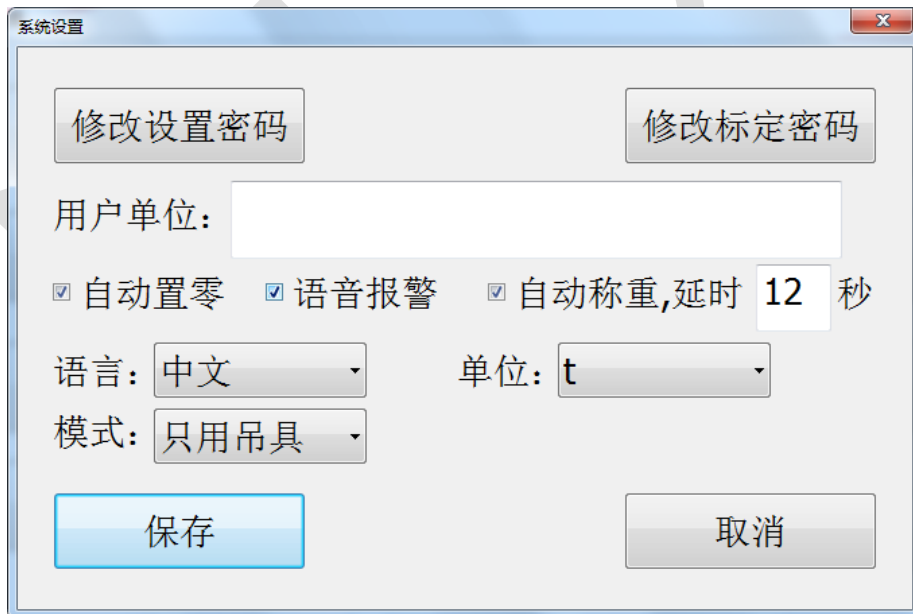 系统设置
修改设置密码 修改标定密码
用户单位：
自动置零 语音报警 自动称重,延时 12 秒
语言： 中文 单位： t
模式： 只用吊具
保存 取消